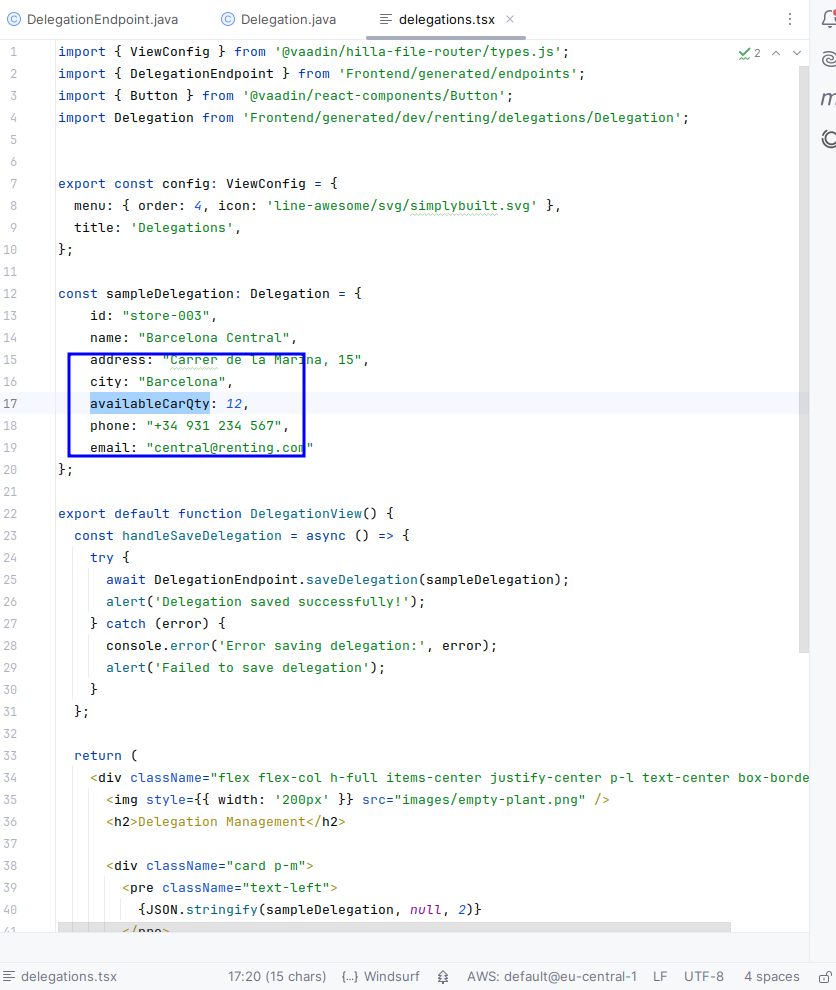 DelegationEndpoint.java Delegation.java delegations.tsx
1 import { ViewConfig } from '@vaadin/hilla-file-router/types.js';
2
2 import { DelegationEndpoint } from 'Frontend/generated/endpoints';
3 import { Button } from '@vaadin/react-components/Button';
4 import Delegation from 'Frontend/generated/dev/renting/delegations/Delegation';
5
6
7 export const config: ViewConfig = {
8 menu: { order: 4, icon: 'line-awesome/svg/simplybuilt.svg' },
9 title: 'Delegations',
10 };
11
12 const sampleDelegation: Delegation = {
13 id: "store-003",
14 name: "Barcelona Central",
15 address: "Carrer de la Marina, 15",
16 city: "Barcelona",
17 availableCarQty: 12,
18 phone: "+34 931 234 567",
19 email: "central@renting.com"
20 };
21
22 export default function DelegationView() {
23 const handleSaveDelegation = async () => {
24 try {
25 await DelegationEndpoint.saveDelegation(sampleDelegation);
26 alert('Delegation saved successfully!');
27 } catch (error) {
28 console.error('Error saving delegation:', error);
29 alert('Failed to save delegation');
30 }
31 };
32
33 return (
34 <div className="flex flex-col h-full items-center justify-center p-l text-center box-borde
35 <img style={{ width: '200px' }} src="images/empty-plant.png" />
36 <h2>Delegation Management</h2>
37
38 <div className="card p-m">
39 <pre className="text-left">
40 {JSON.stringify(sampleDelegation, null, 2)}
41 </pre>
delegations.tsx 17:20 (15 chars) {...} Windsurf AWS: default@eu-central-1 LF UTF-8 4 spaces